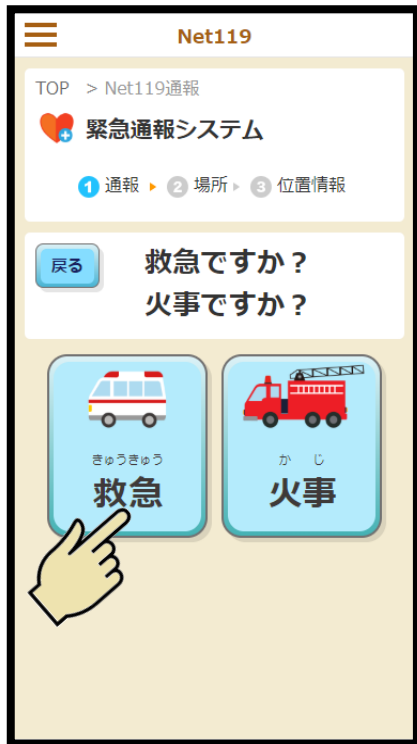 Net119
TOP > Net119通報
緊急通報システム
1 通報 ▸ 2 場所 ▸ 3 位置情報
戻る
救急ですか？
火事ですか？
きゅうきゅう
救急
かじ
火事